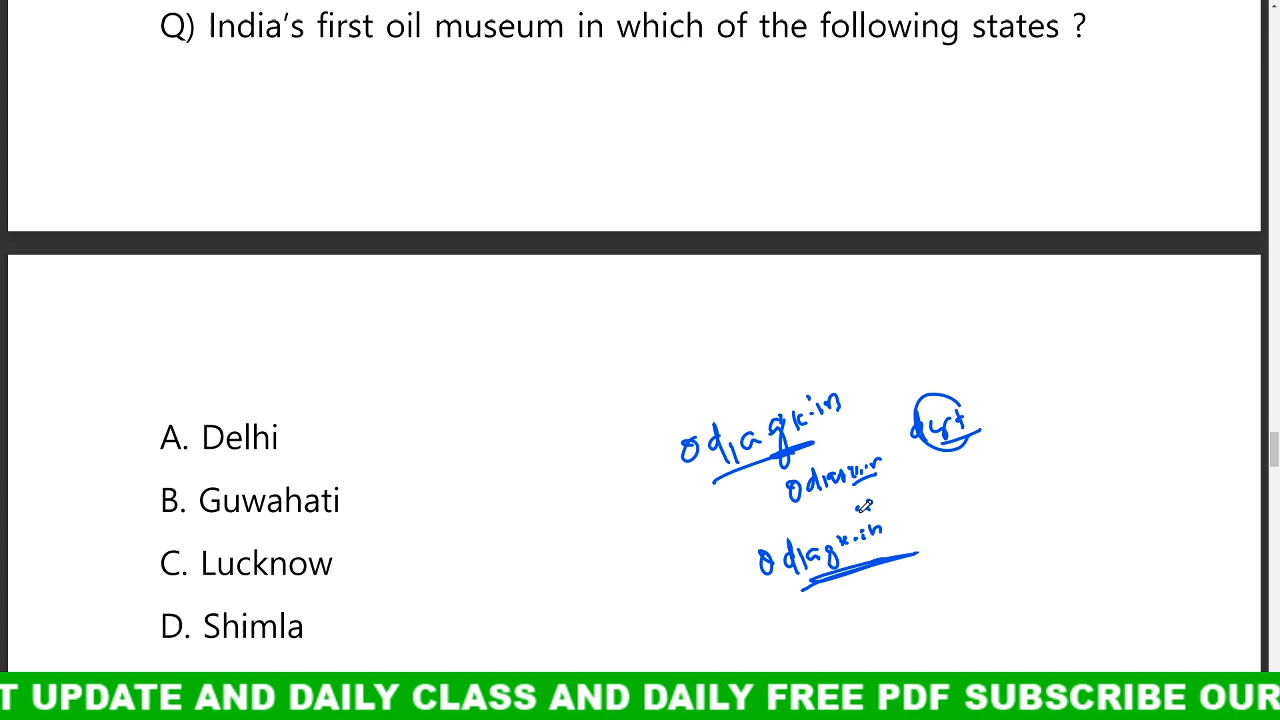 Q) India’s first oil museum in which of the following states ?
A. Delhi
B. Guwahati
C. Lucknow
D. Shimla
odiagk.in
odiagk.in
T UPDATE AND DAILY CLASS AND DAILY FREE PDF SUBSCRIBE OUR